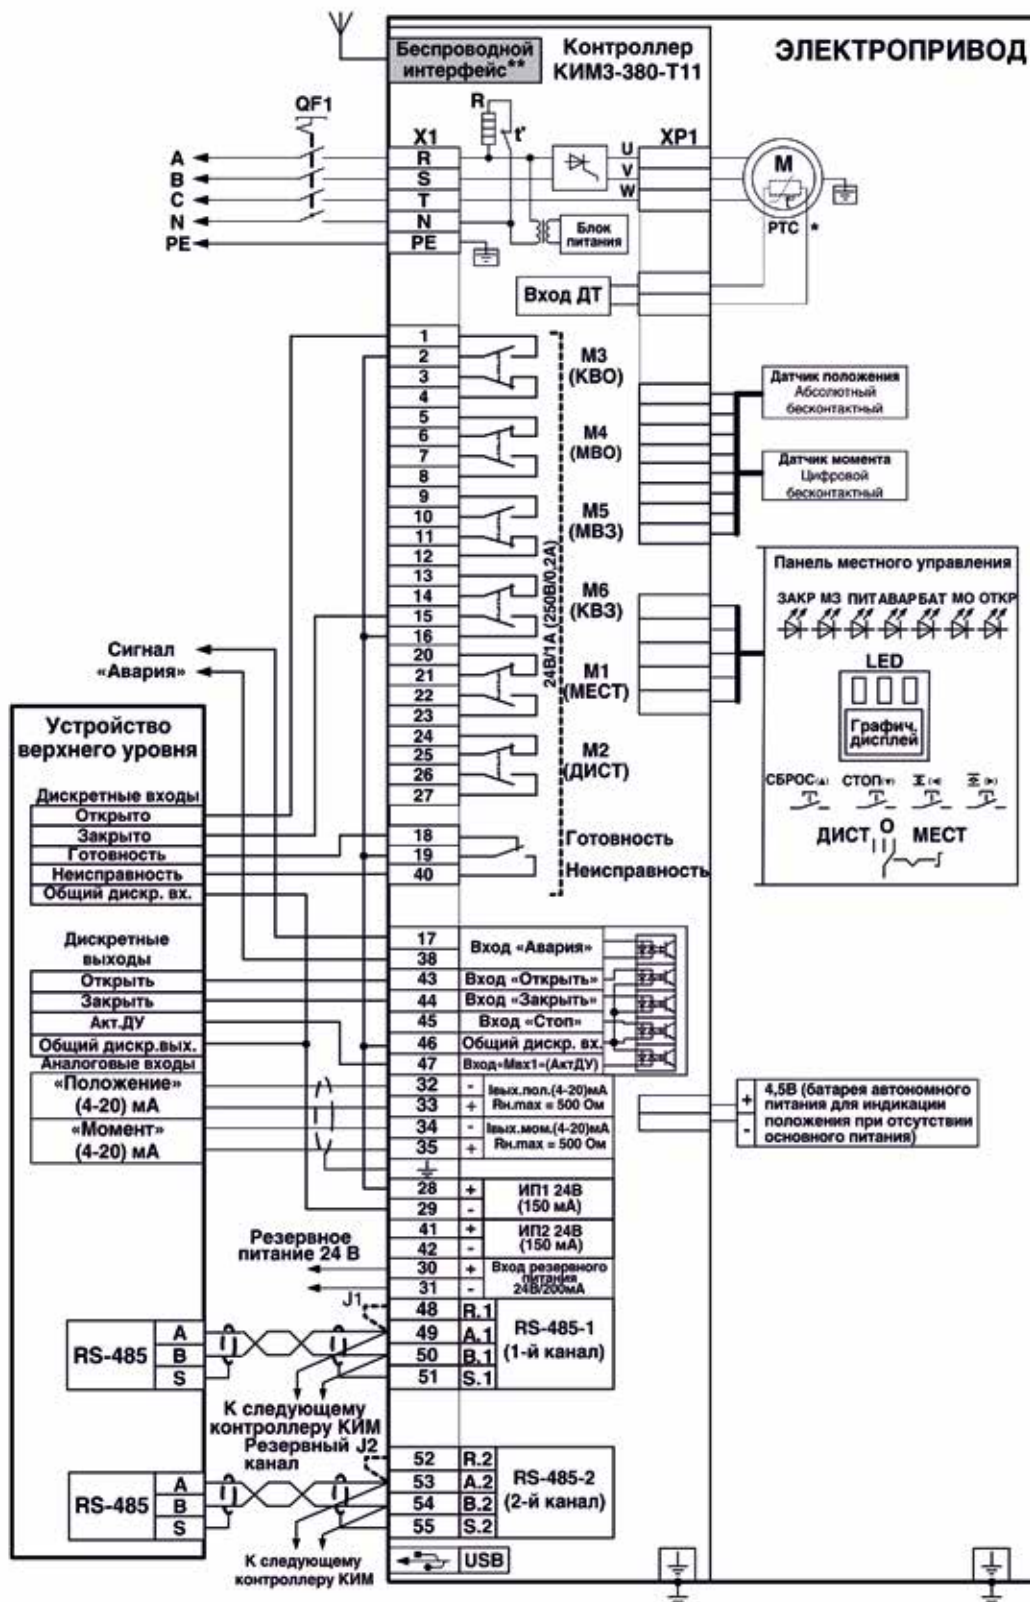 Беспроводной
интерфейс**
Контроллер
КИМ3-380-Т11
ЭЛЕКТРОПРИВОД
QF1
R
t°
X1
XP1
A
B
C
N
PE
R
S
T
N
PE
U
V
W
M
PTC *
Блок
питания
Вход ДТ
1
2
3
4
5
6
7
8
9
10
11
12
13
14
15
16
20
21
22
23
24
25
26
27
18
19
40
М3
(КВО)
М4
(МВО)
М5
(МВЗ)
М6
(КВЗ)
М1
(МЕСТ)
М2
(ДИСТ)
24В/1А (250В/0,2А)
Готовность
Неисправность
Датчик положения
Абсолютный
бесконтактный
Датчик момента
Цифровой
бесконтактный
Панель местного управления
ЗАКР МЗ ПИТ АВАР БАТ МО ОТКР
LED
Графич.
дисплей
СБРОС(▲) СТОП(▼) (◄) (►)
ДИСТ О МЕСТ
Сигнал
«Авария»
Устройство
верхнего уровня
Дискретные входы
Открыто
Закрыто
Готовность
Неисправность
Общий дискр. вх.
Дискретные
выходы
Открыть
Закрыть
Акт.ДУ
Общий дискр.вых.
Аналоговые входы
«Положение»
(4-20) мА
«Момент»
(4-20) мА
17
38
Вход «Авария»
43 Вход «Открыть»
44 Вход «Закрыть»
45 Вход «Стоп»
46 Общий дискр. вх.
47 Вход«Мвх1»(АктДУ)
32 -
33 +
Iвых.пол.(4-20)мА
Rн.max = 500 Ом
34 -
35 +
Iвых.мом.(4-20)мА
Rн.max = 500 Ом
28 +
29 -
ИП1 24В
(150 мА)
41 +
42 -
ИП2 24В
(150 мА)
30 +
31 -
Вход резервного
питания
24В/200мА
+
-
4,5В (батарея автономного
питания для индикации
положения при отсутствии
основного питания)
Резервное
питание 24 В
J1
48 R.1
49 A.1
50 B.1
51 S.1
RS-485-1
(1-й канал)
RS-485
A
B
S
К следующему
контроллеру КИМ
Резервный
канал
J2
52 R.2
53 A.2
54 B.2
55 S.2
RS-485-2
(2-й канал)
RS-485
A
B
S
К следующему
контроллеру КИМ
USB